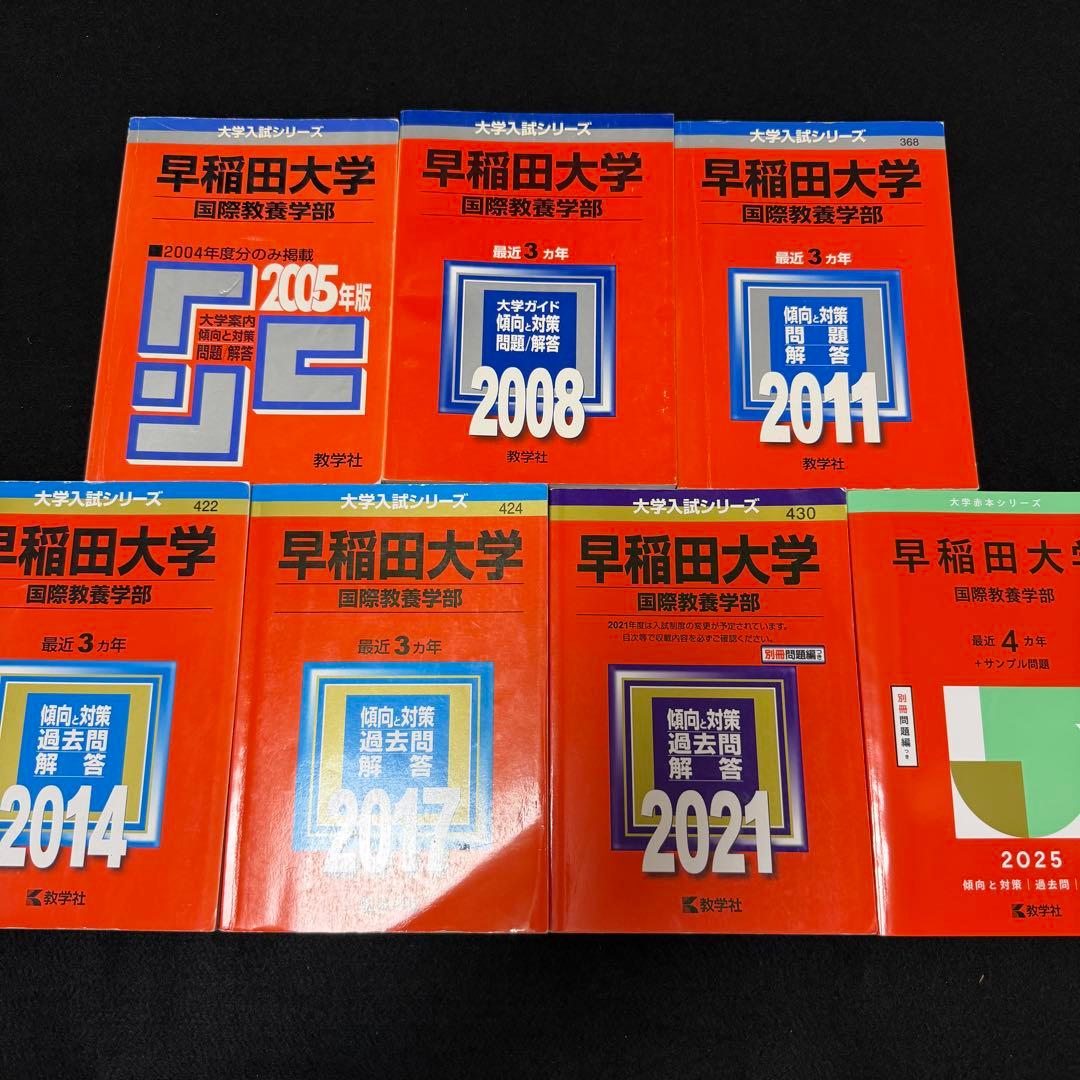 大学入試シリーズ
早稲田大学
国際教養学部
■2004年度分のみ掲載
2005年版
大学案内
傾向と対策
問題/解答
教学社
大学入試シリーズ
早稲田大学
国際教養学部
最近3ヵ年
大学ガイド
傾向と対策
問題/解答
2008
教学社
大学入試シリーズ
368
早稲田大学
国際教養学部
最近3ヵ年
傾向と対策
問題
解答
2011
教学社
大学入試シリーズ
422
早稲田大学
国際教養学部
最近3ヵ年
傾向と対策
過去問
解答
2014
教学社
大学入試シリーズ
424
早稲田大学
国際教養学部
最近3ヵ年
傾向と対策
過去問
解答
2017
大学入試シリーズ
430
早稲田大学
国際教養学部
2021年度は入試制度の変更が予定されています。
目次等で収載内容を必ずご確認ください。
別冊問題編つき
傾向と対策
過去問
解答
2021
教学社
大学赤本シリーズ
早稲田大学
国際教養学部
最近4ヵ年
+サンプル問題
別冊問題編つき
2025
傾向と対策|過去問|
教学社